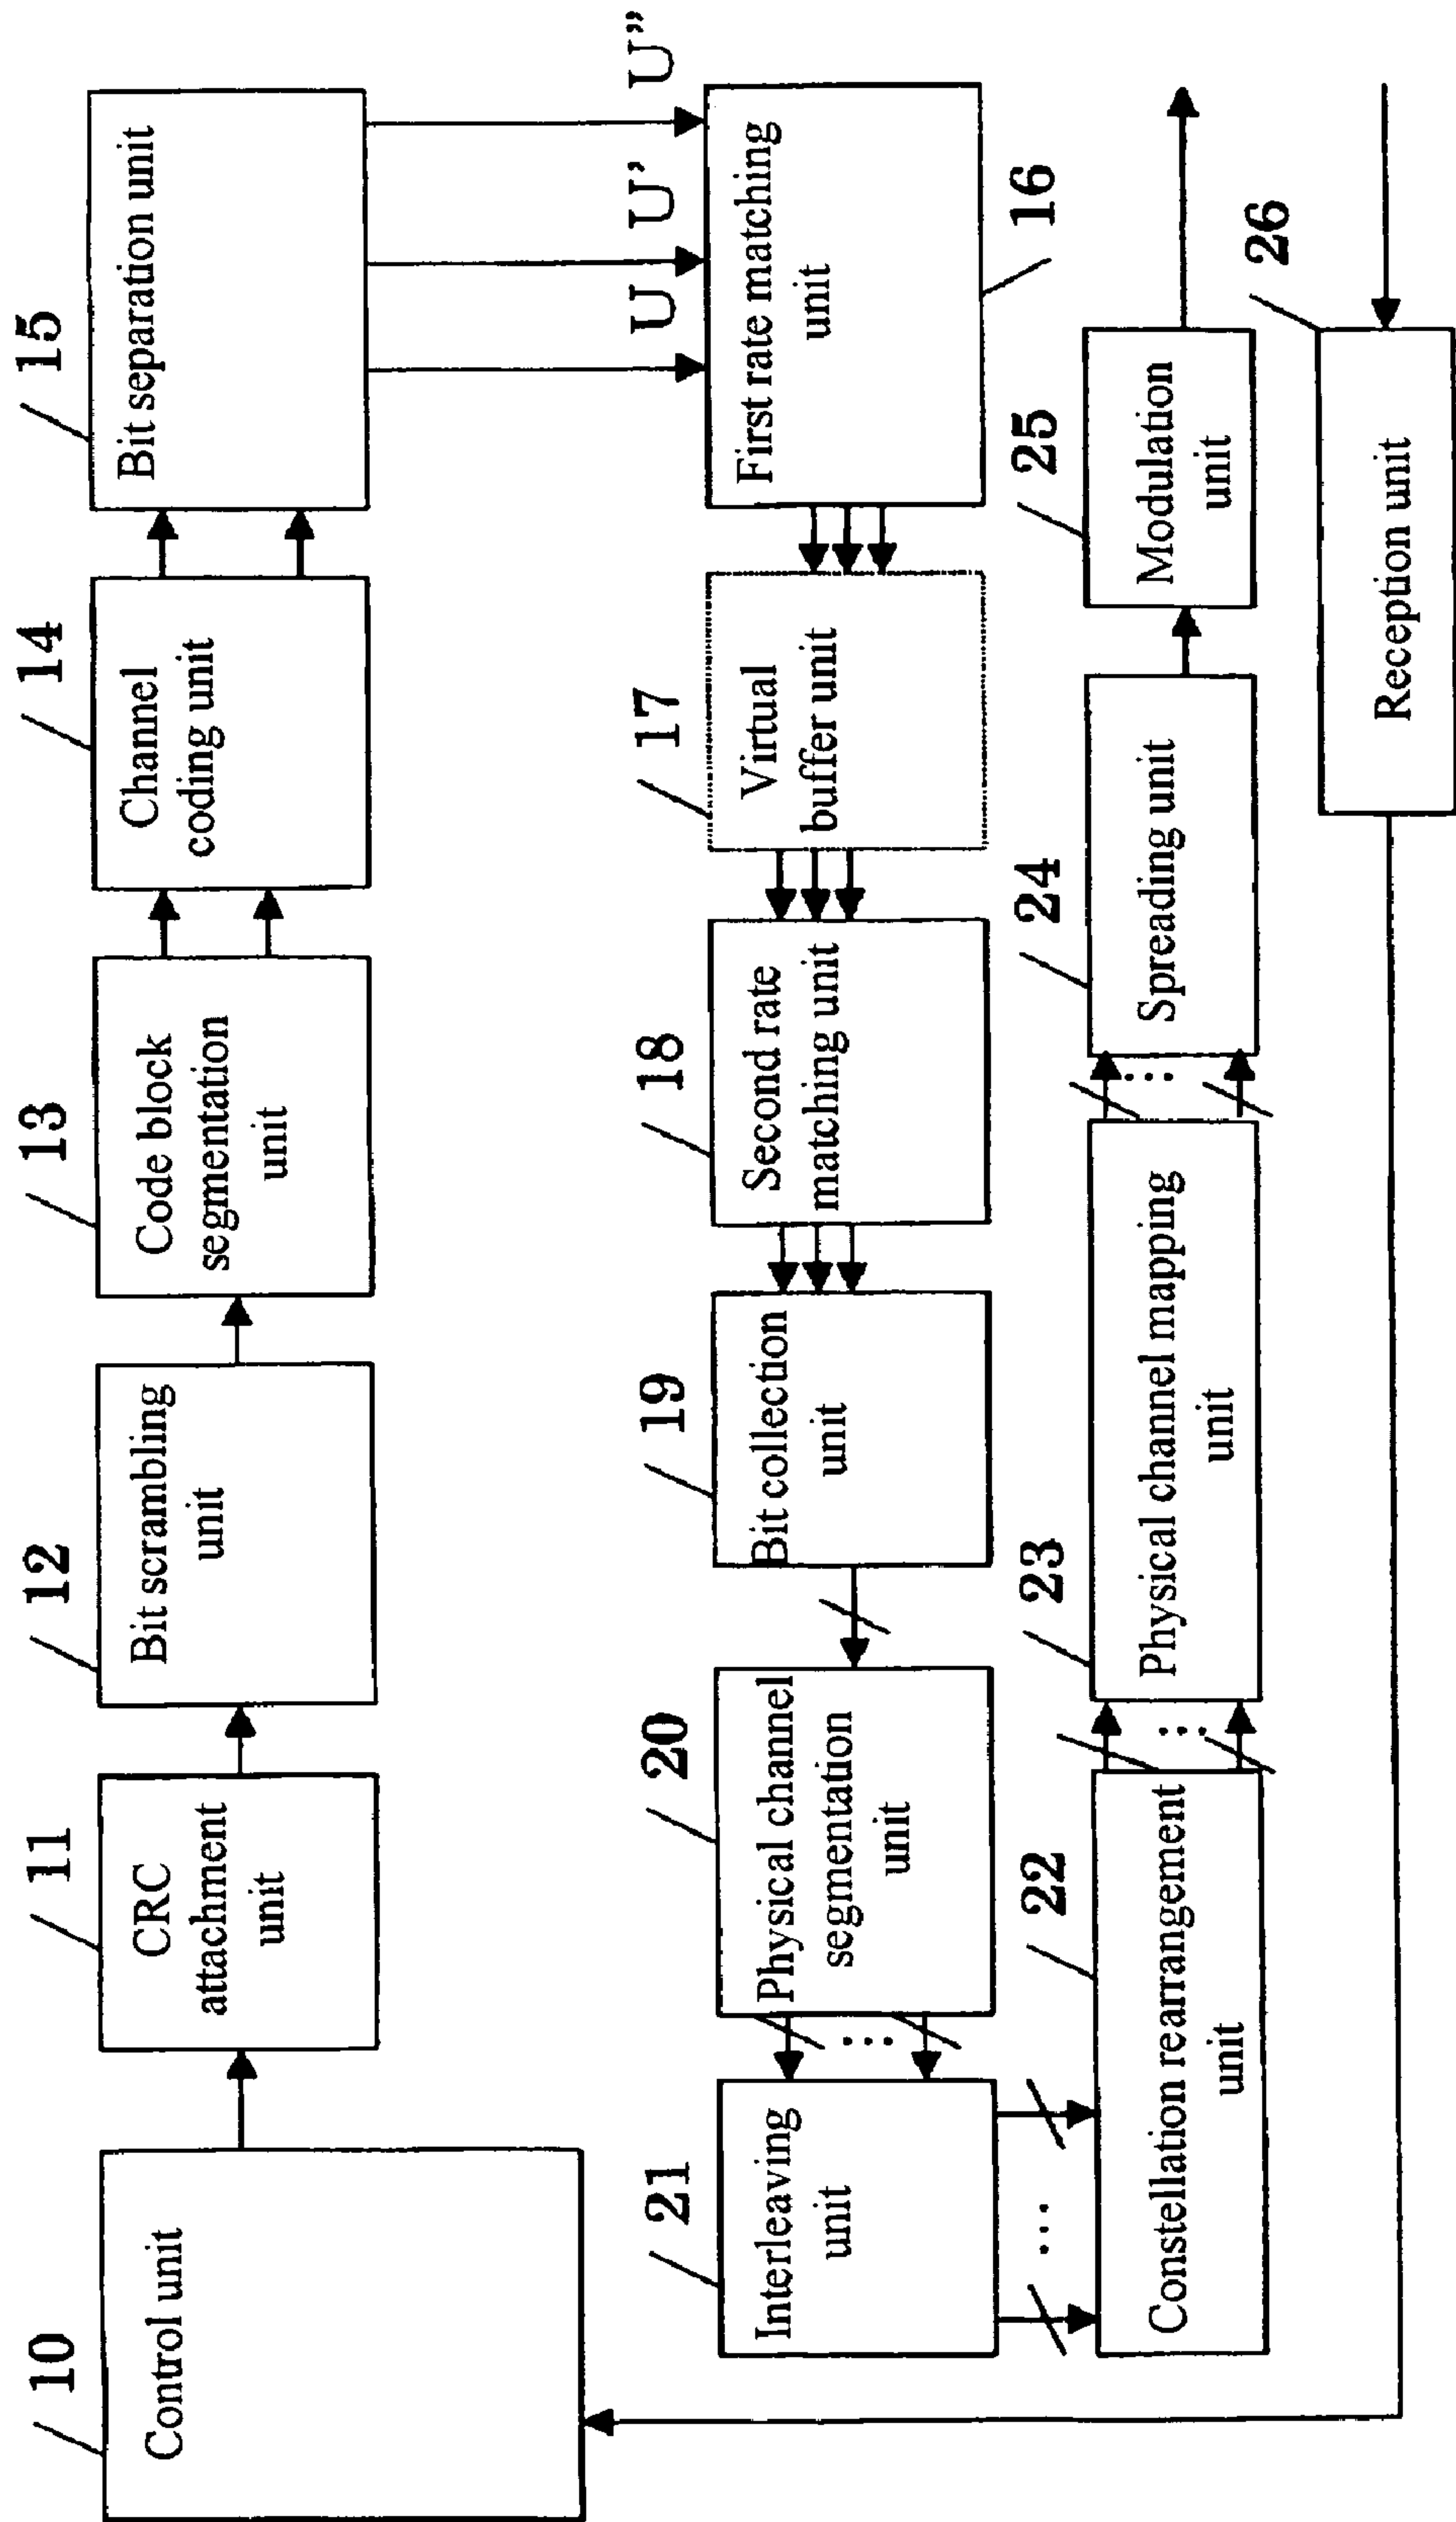 10
Control unit
11
CRC
attachment
unit
12
Bit scrambling
unit
13
Code block
segmentation
unit
14
Channel
coding unit
15
Bit separation unit
U
U'
U"
16
First rate matching
unit
17
Virtual
buffer unit
18
Second rate
matching unit
19
Bit collection
unit
20
Physical channel
segmentation
unit
21
Interleaving
unit
22
Constellation rearrangement
unit
23
Physical channel mapping
unit
24
Spreading unit
25
Modulation
unit
26
Reception unit